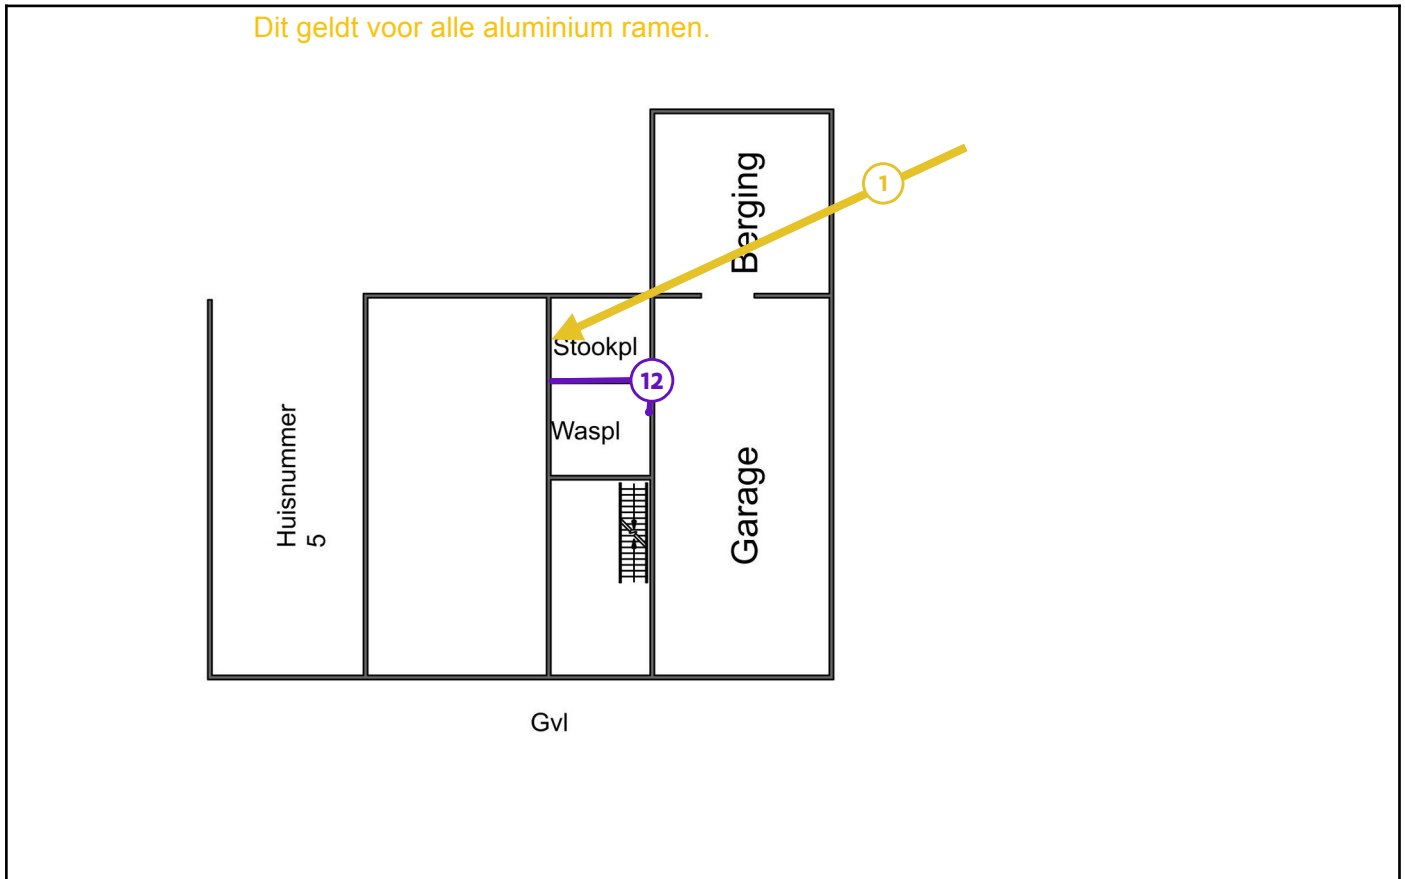 Dit geldt voor alle aluminium ramen.
Berging
1
Stookpl
12
Waspl
Huisnummer
5
Garage
Gvl